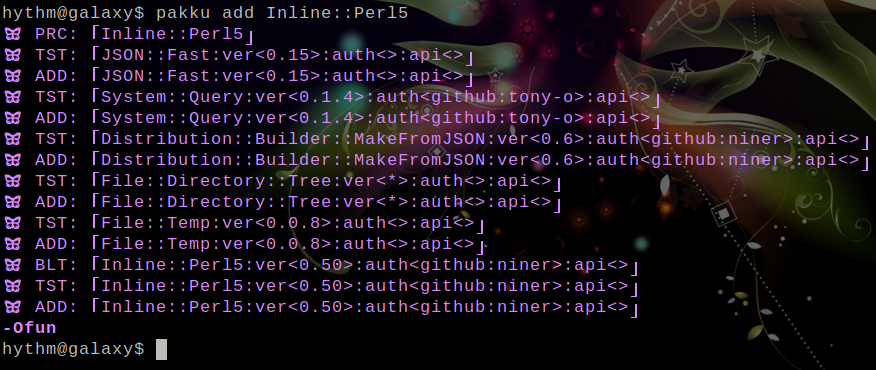 hythm@galaxy$ pakku add Inline::Perl5
🦋 PRC: ｢Inline::Perl5｣
🦋 TST: ｢JSON::Fast:ver<0.15>:auth<>:api<>｣
🦋 ADD: ｢JSON::Fast:ver<0.15>:auth<>:api<>｣
🦋 TST: ｢System::Query:ver<0.1.4>:auth<github:tony-o>:api<>｣
🦋 ADD: ｢System::Query:ver<0.1.4>:auth<github:tony-o>:api<>｣
🦋 TST: ｢Distribution::Builder::MakeFromJSON:ver<0.6>:auth<github:niner>:api<>｣
🦋 ADD: ｢Distribution::Builder::MakeFromJSON:ver<0.6>:auth<github:niner>:api<>｣
🦋 TST: ｢File::Directory::Tree:ver<*>:auth<>:api<>｣
🦋 ADD: ｢File::Directory::Tree:ver<*>:auth<>:api<>｣
🦋 TST: ｢File::Temp:ver<0.0.8>:auth<>:api<>｣
🦋 ADD: ｢File::Temp:ver<0.0.8>:auth<>:api<>｣
🦋 BLT: ｢Inline::Perl5:ver<0.50>:auth<github:niner>:api<>｣
🦋 TST: ｢Inline::Perl5:ver<0.50>:auth<github:niner>:api<>｣
🦋 ADD: ｢Inline::Perl5:ver<0.50>:auth<github:niner>:api<>｣
-Ofun
hythm@galaxy$